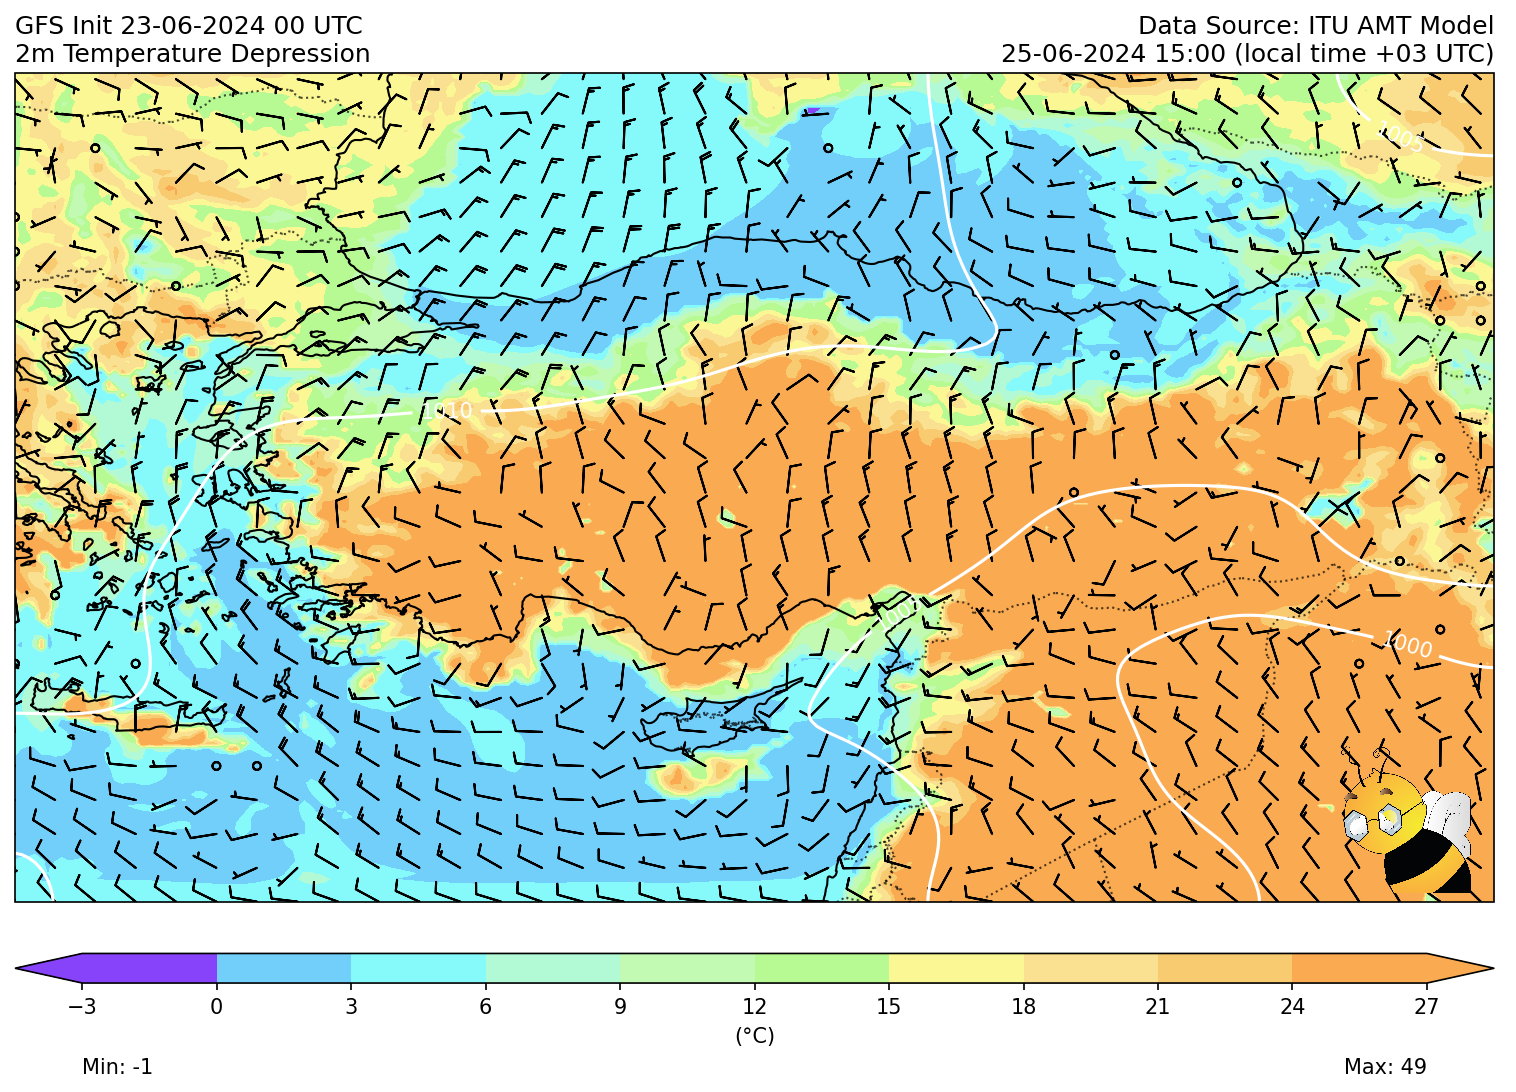 GFS Init 23-06-2024 00 UTC
2m Temperature Depression
Data Source: ITU AMT Model
25-06-2024 15:00 (local time +03 UTC)
1005
1010
1005
1000
−3 0 3 6 9 12 15 18 21 24 27
(°C)
Min: -1
Max: 49